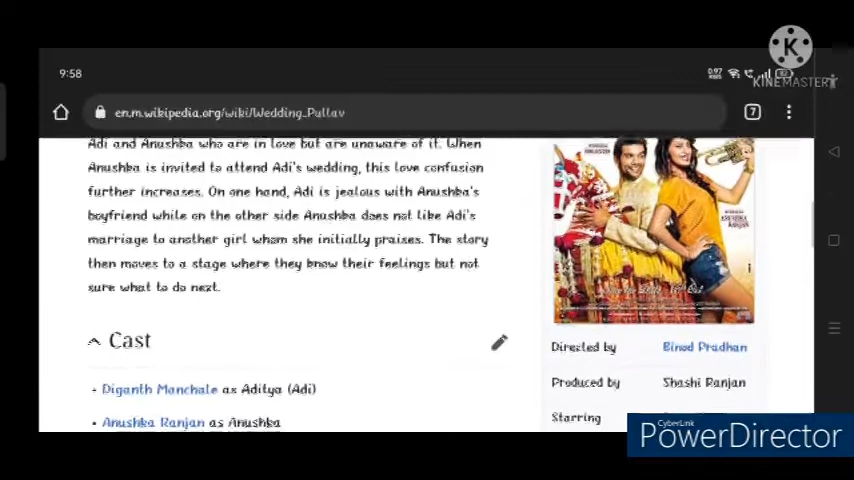 K
KINEMASTER
9:58
0.97
KB/S
82
en.m.wikipedia.org/wiki/Wedding_Pullav
7
Adi and Anushka who are in love but are unaware of it. When
Anushka is invited to attend Adi's wedding, this love confusion
further increases. On one hand, Adi is jealous with Anushka's
boyfriend while on the other side Anushka does not like Adi's
marriage to another girl whom she initially praises. The story
then moves to a stage where they know their feelings but not
sure what to do next.
Cast
Diganth Manchale as Aditya (Adi)
Anushka Ranjan as Anushka
Directed by
Binod Pradhan
Produced by
Shashi Ranjan
Starring
CyberLink
PowerDirector